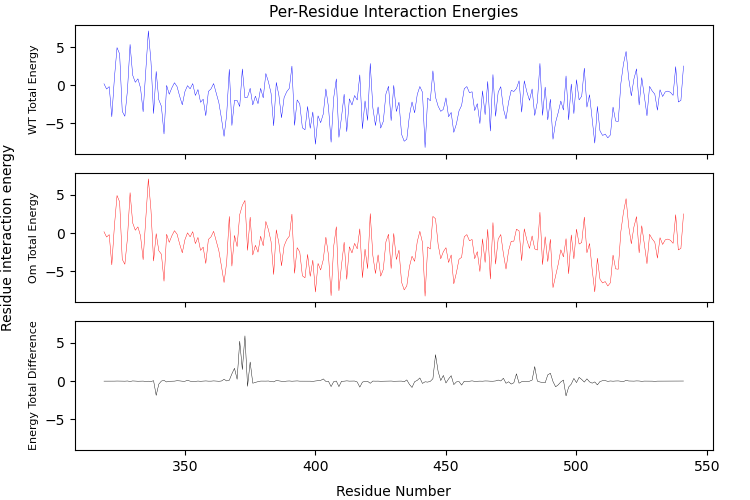 Per-Residue Interaction Energies
Residue interaction energy
WT Total Energy
5
0
−5
Om Total Energy
5
0
−5
Energy Total Difference
5
0
−5
350 400 450 500 550
Residue Number